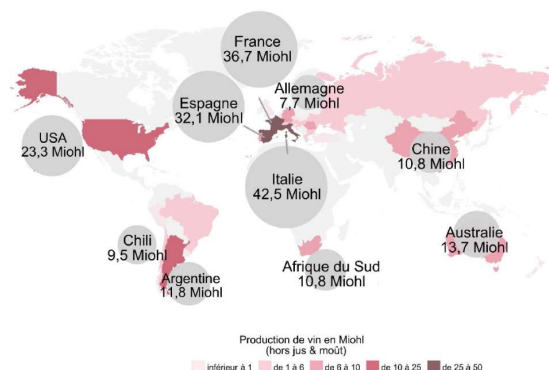 France
36,7 Miohl
Allemagne
7,7 Miohl
Espagne
32,1 Miohl
USA
23,3 Miohl
Chine
10,8 Miohl
Italie
42,5 Miohl
Chili
9,5 Miohl
Australie
13,7 Miohl
Argentine
11,8 Miohl
Afrique du Sud
10,8 Miohl
Production de vin en Miohl
(hors jus & moût)
inférieur à 1 de 1 à 6 de 6 à 10 de 10 à 25 de 25 à 50